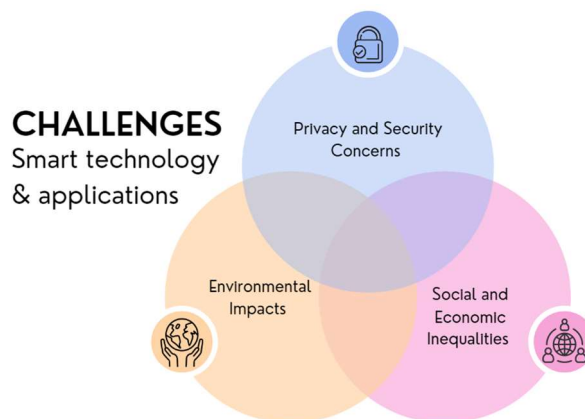 CHALLENGES
Smart technology
& applications
Privacy and Security
Concerns
Environmental
Impacts
Social and
Economic
Inequalities